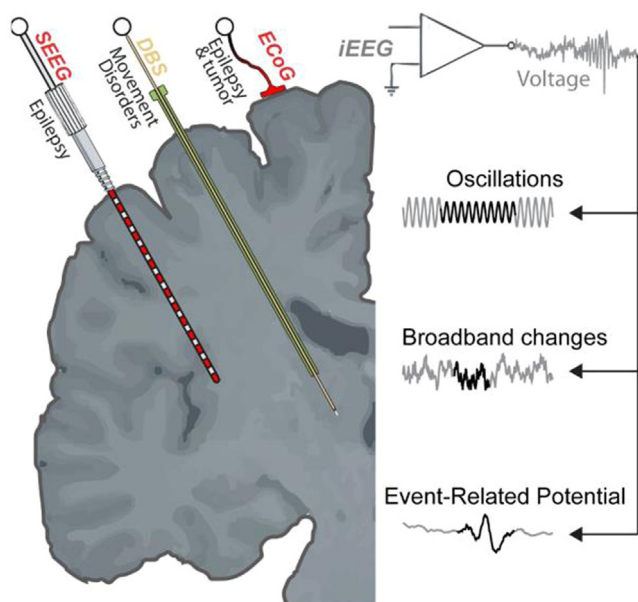 SEEG
Epilepsy
DBS
Movement
Disorders
ECoG
Epilepsy
& tumor
iEEG
Voltage
Oscillations
Broadband changes
Event-Related Potential